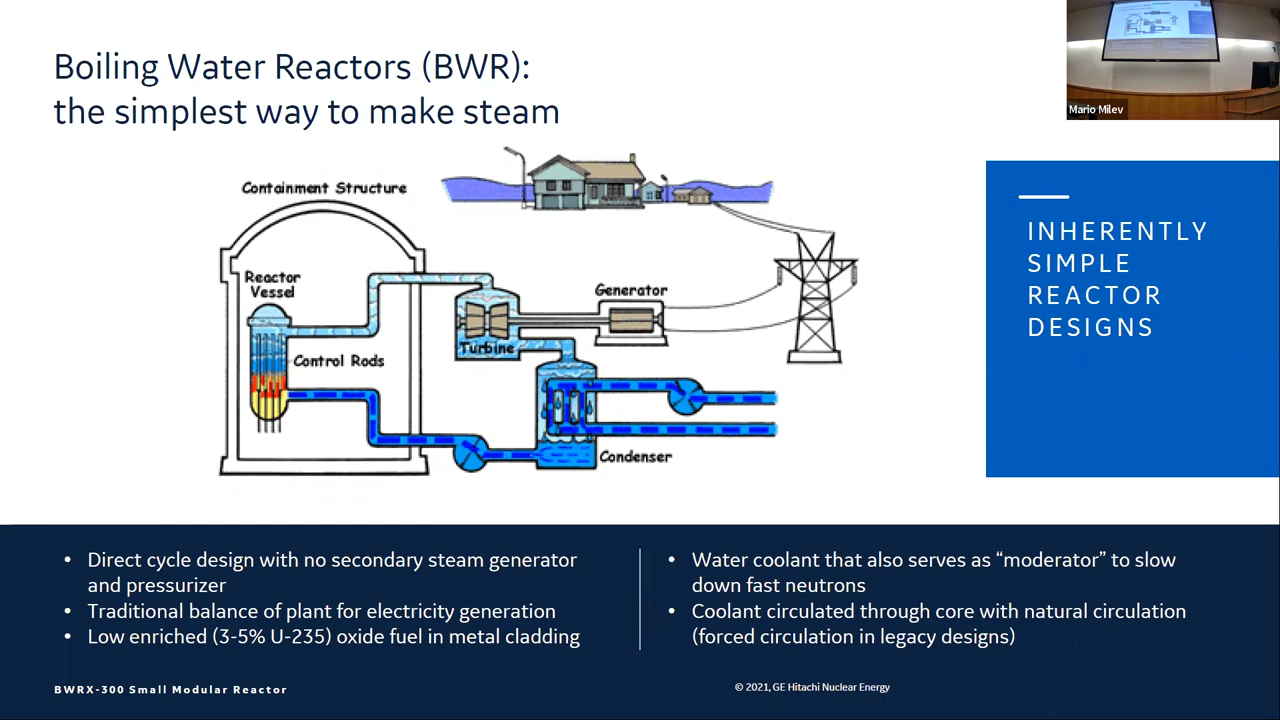 Boiling Water Reactors (BWR):
the simplest way to make steam
Mario Milev
Containment Structure
Reactor
Vessel
Control Rods
Turbine
Generator
Condenser
INHERENTLY
SIMPLE
REACTOR
DESIGNS
• Direct cycle design with no secondary steam generator
and pressurizer
• Traditional balance of plant for electricity generation
• Low enriched (3-5% U-235) oxide fuel in metal cladding
• Water coolant that also serves as “moderator” to slow
down fast neutrons
• Coolant circulated through core with natural circulation
(forced circulation in legacy designs)
BWRX-300 Small Modular Reactor
© 2021, GE Hitachi Nuclear Energy